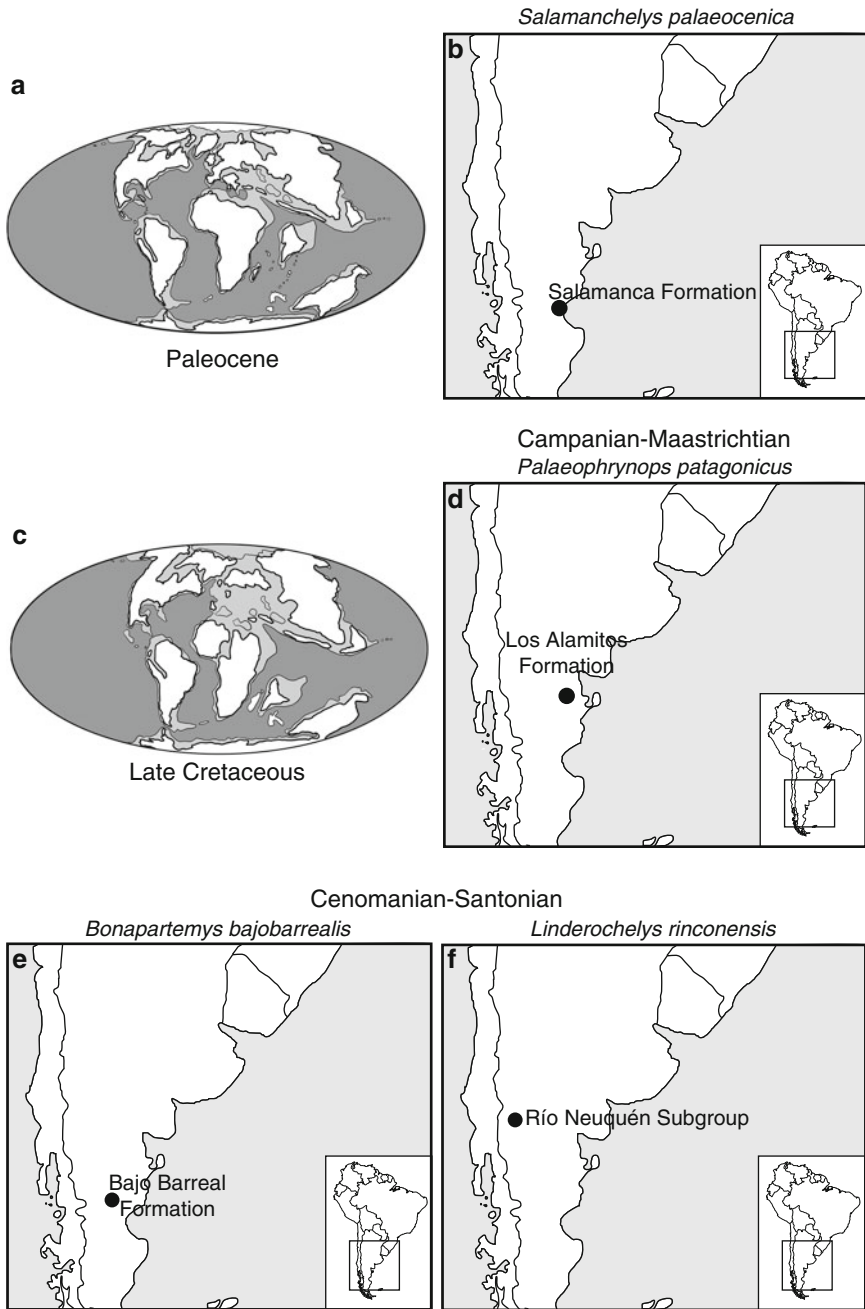 a
Paleocene
Salamanchelys palaeocenica
b
Salamanca Formation
c
Late Cretaceous
Campanian-Maastrichtian
Palaeophrynops patagonicus
d
Los Alamitos
Formation
Cenomanian-Santonian
Bonapartemys bajobarrealis
e
Bajo Barreal
Formation
Linderochelys rinconensis
f
Río Neuquén Subgroup